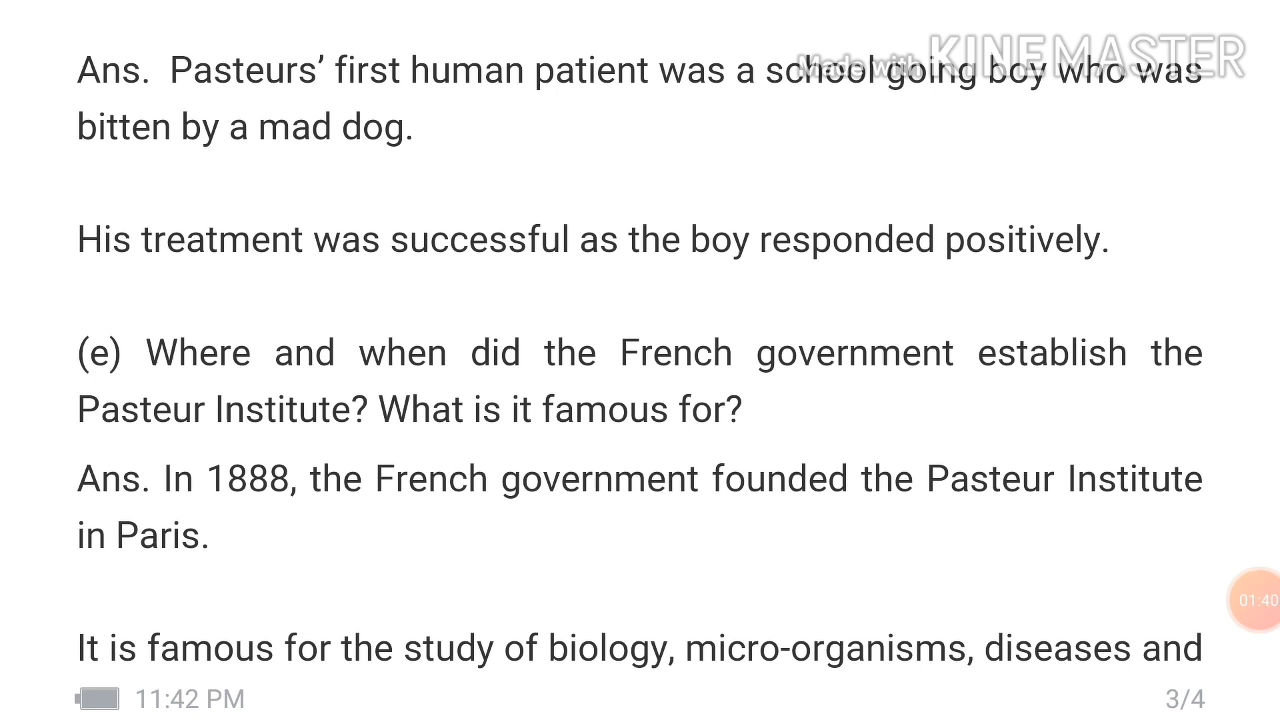 Made with KINEMASTER
Ans. Pasteurs’ first human patient was a school going boy who was
bitten by a mad dog.
His treatment was successful as the boy responded positively.
(e) Where and when did the French government establish the
Pasteur Institute? What is it famous for?
Ans. In 1888, the French government founded the Pasteur Institute
in Paris.
01:40
It is famous for the study of biology, micro-organisms, diseases and
11:42 PM 3/4